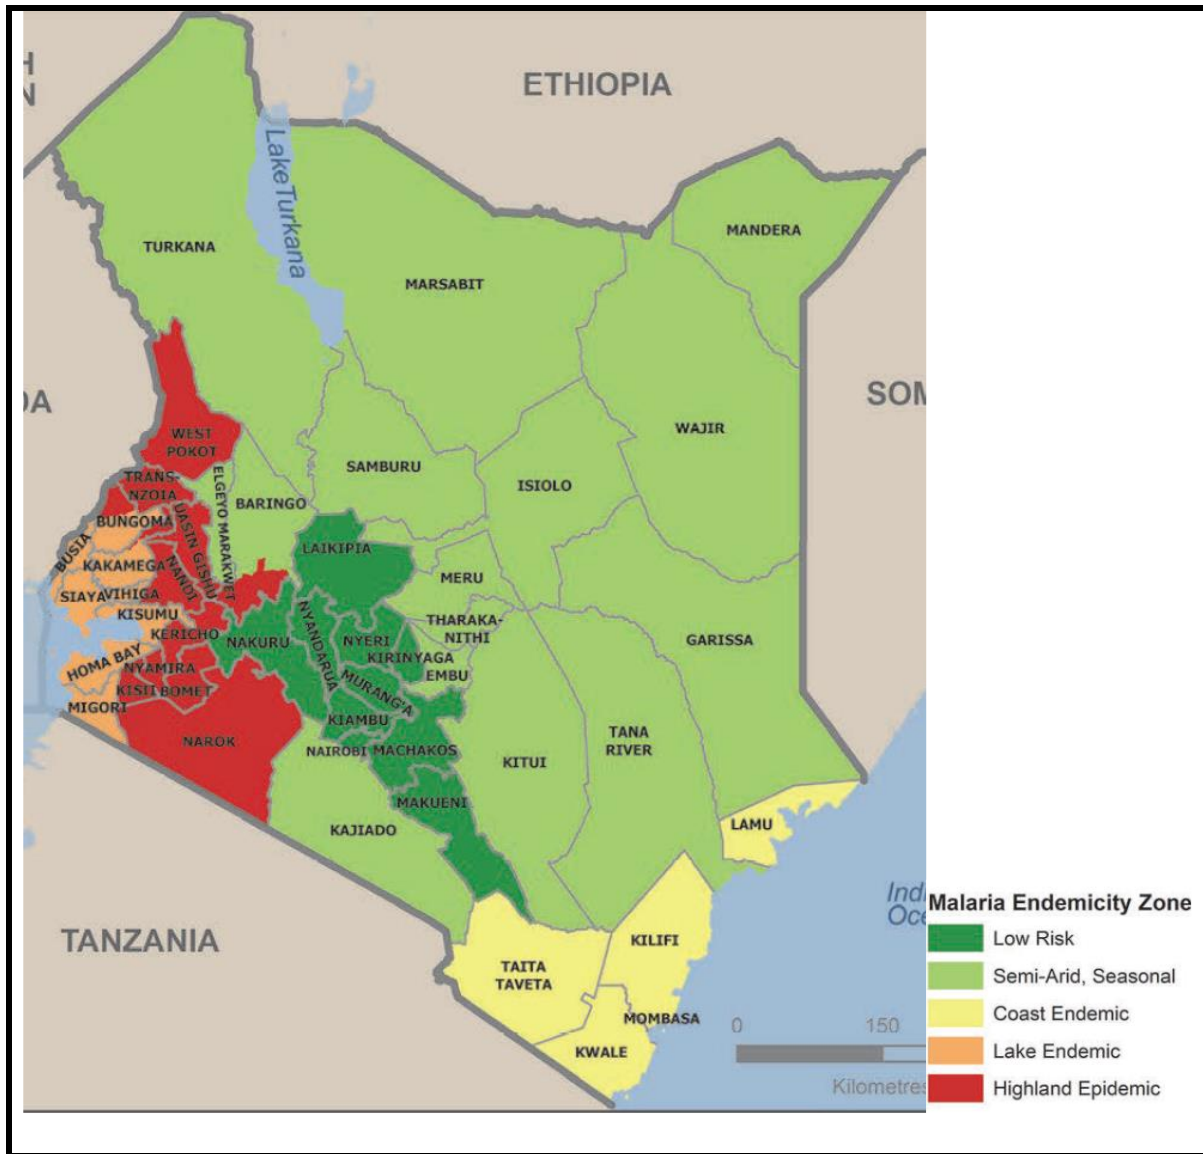 H
N
ETHIOPIA
Lake Turkana
MANDERA
TURKANA
MARSABIT
DA
SOM
WAJIR
WEST
POKOT
SAMBURU
ISIOLO
TRANS-
NZOIA
ELGEYO MARAKWET
BARINGO
BUNGOMA
UASIN GISHU
BUSIA
LAIKIPIA
KAKAMEGA
NANDI
MERU
SIAYA
VIHIGA
KISUMU
THARAKA-
NITHI
KERICHO
NAKURU
NYANDARUA
NYERI
GARISSA
KIRINYAGA
HOMA BAY
NYAMIRA
EMBU
KISII
BOMET
MURANG'A
MIGORI
KIAMBU
NAROK
NAIROBI
MACHAKOS
TANA
RIVER
KITUI
MAKUENI
KAJIADO
LAMU
Indi
Oce
TANZANIA
KILIFI
TAITA
TAVETA
MOMBASA
KWALE
0 150
Kilometres
Malaria Endemicity Zone
Low Risk
Semi-Arid, Seasonal
Coast Endemic
Lake Endemic
Highland Epidemic